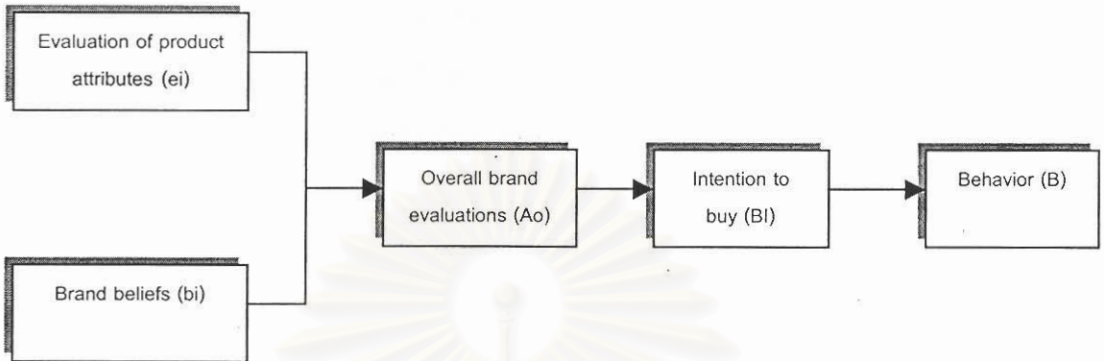 Evaluation of product
attributes (ei)
Overall brand
evaluations (Ao)
Intention to
buy (BI)
Behavior (B)
Brand beliefs (bi)